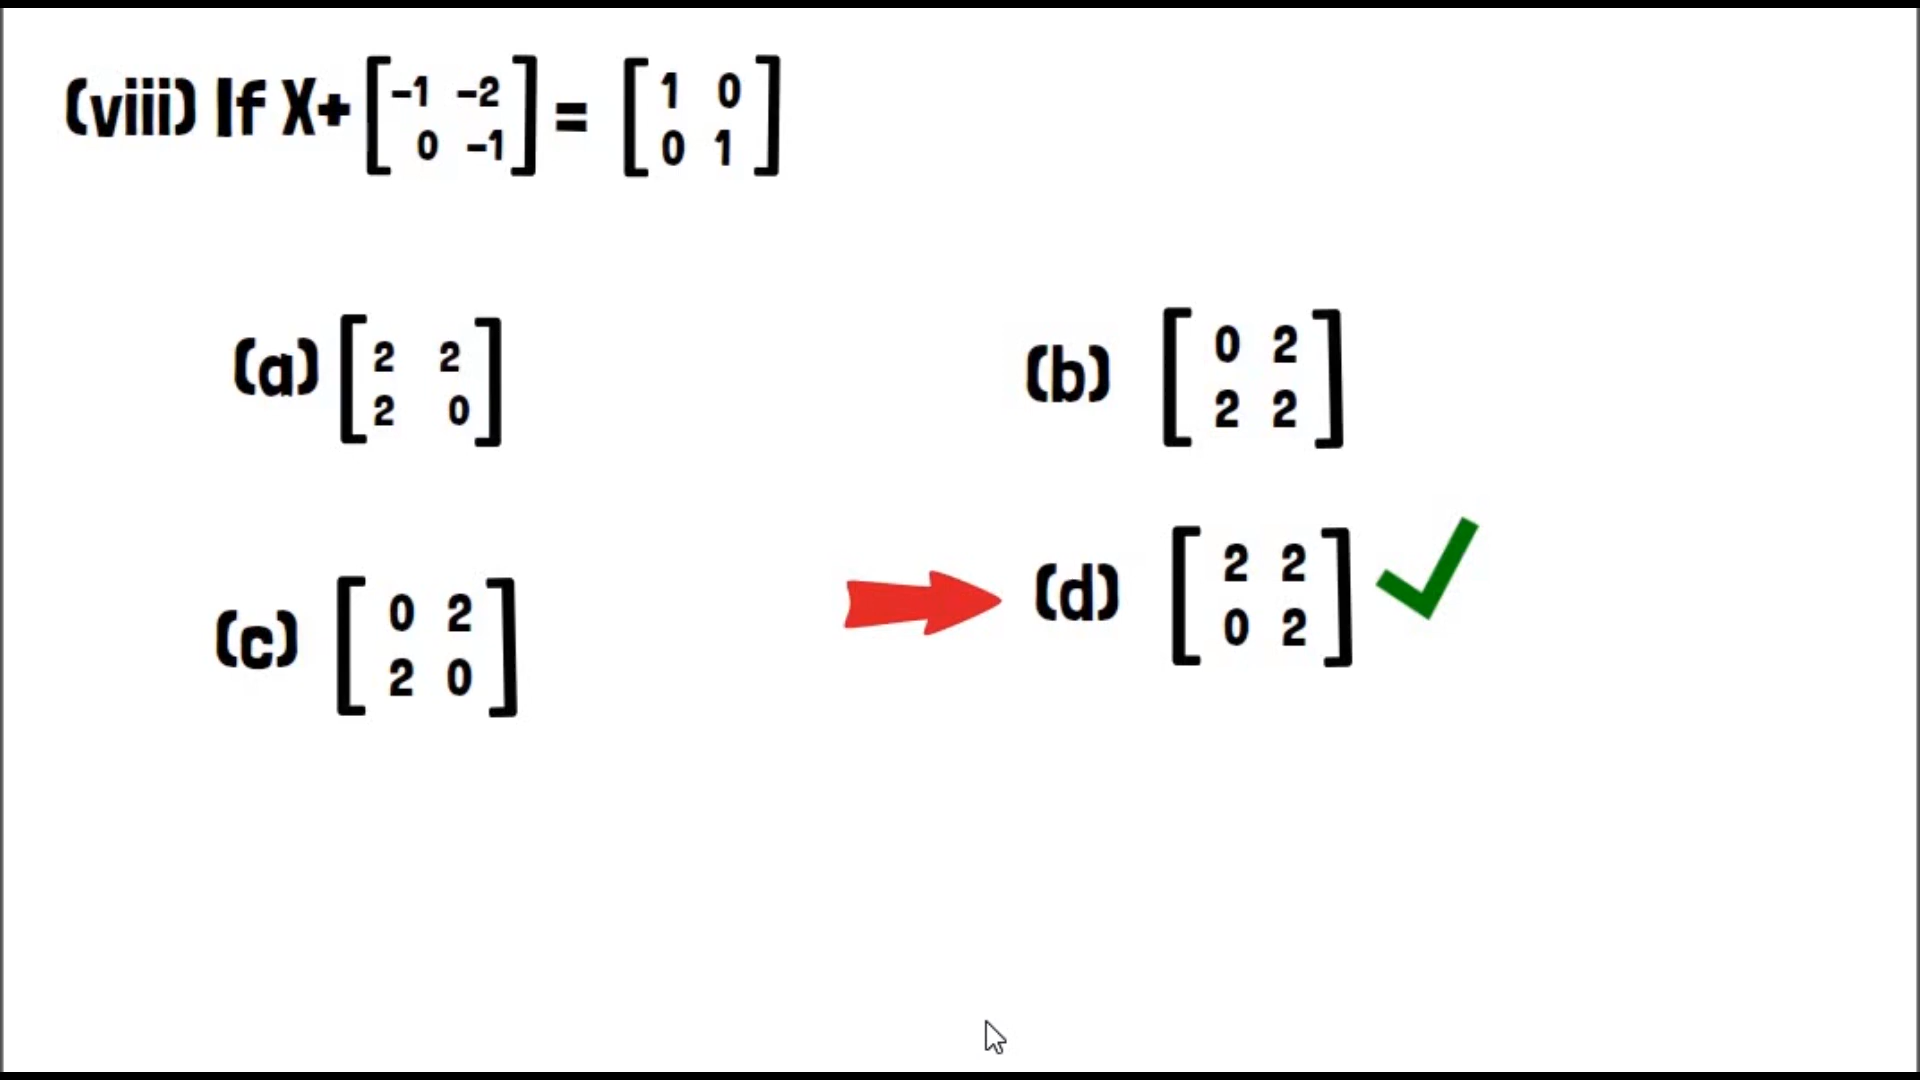 (viii) If X+ [-1 -2 = [1 0]
0 -1] 0 1
(a) [2 2]
2 0
(b) [0 2]
2 2
(c) [0 2]
2 0
(d) [2 2]
0 2